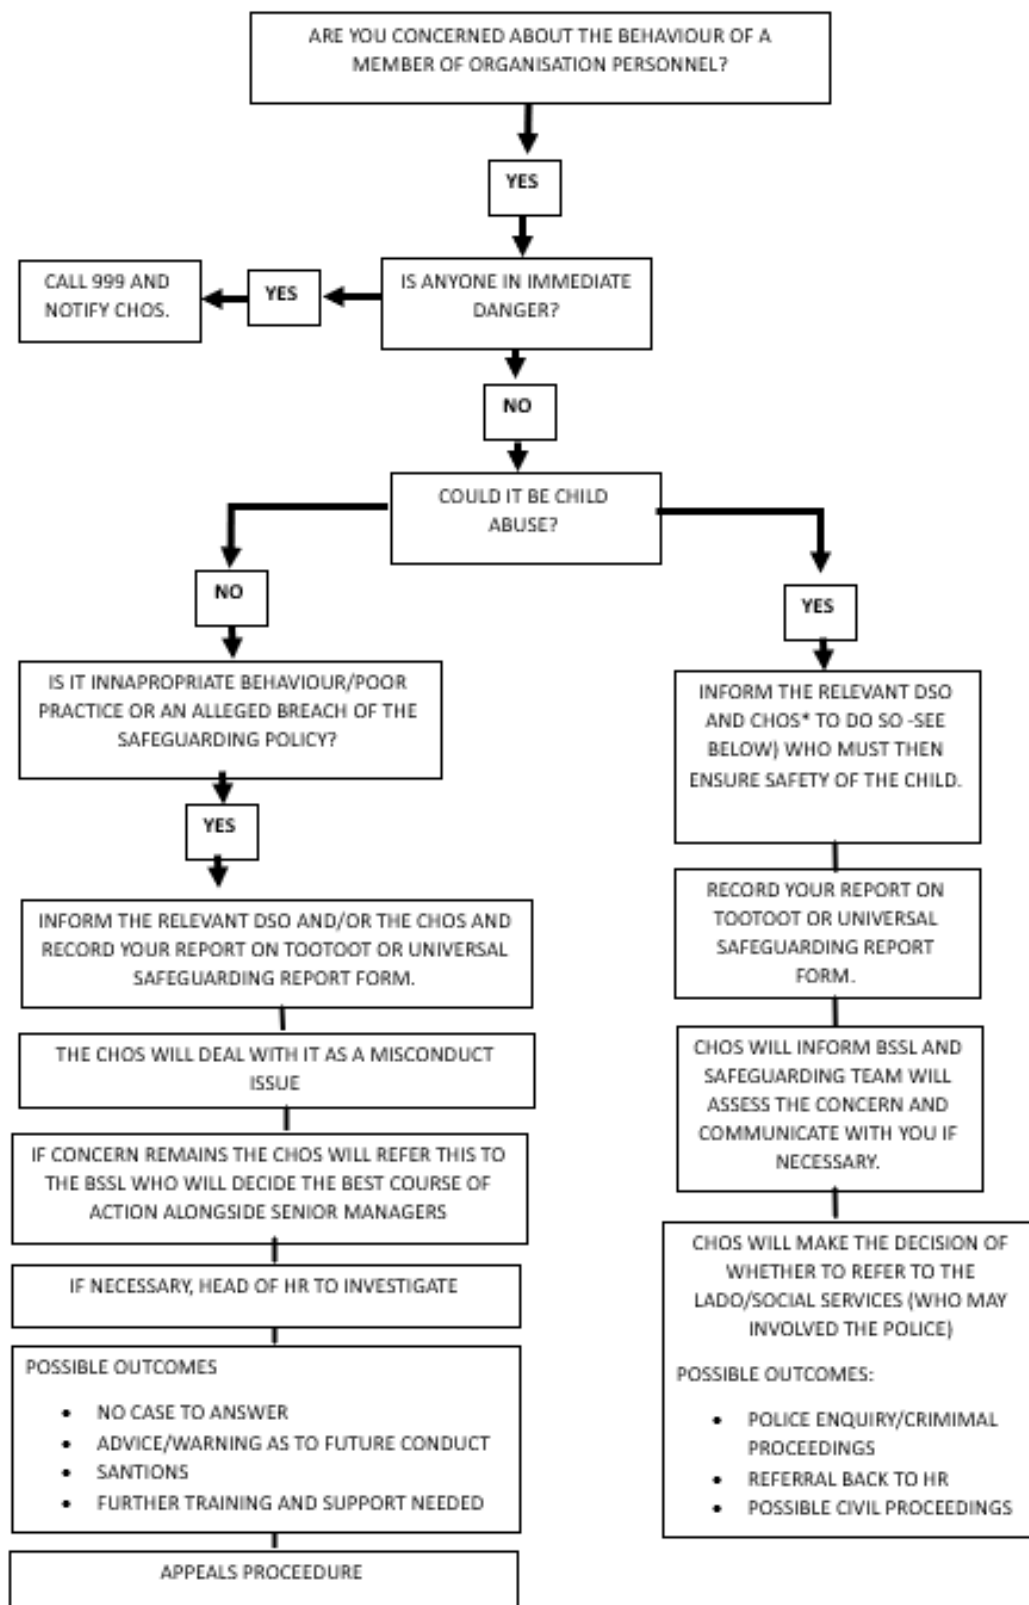 ARE YOU CONCERNED ABOUT THE BEHAVIOUR OF A
MEMBER OF ORGANISATION PERSONNEL?
YES
IS ANYONE IN IMMEDIATE
DANGER?
YES
CALL 999 AND
NOTIFY CHOS.
NO
COULD IT BE CHILD
ABUSE?
NO
IS IT INNAPROPRIATE BEHAVIOUR/POOR
PRACTICE OR AN ALLEGED BREACH OF THE
SAFEGUARDING POLICY?
YES
INFORM THE RELEVANT DSO AND/OR THE CHOS AND
RECORD YOUR REPORT ON TOOTOOT OR UNIVERSAL
SAFEGUARDING REPORT FORM.
THE CHOS WILL DEAL WITH IT AS A MISCONDUCT
ISSUE
IF CONCERN REMAINS THE CHOS WILL REFER THIS TO
THE BSSL WHO WILL DECIDE THE BEST COURSE OF
ACTION ALONGSIDE SENIOR MANAGERS
IF NECESSARY, HEAD OF HR TO INVESTIGATE
POSSIBLE OUTCOMES
• NO CASE TO ANSWER
• ADVICE/WARNING AS TO FUTURE CONDUCT
• SANTIONS
• FURTHER TRAINING AND SUPPORT NEEDED
APPEALS PROCEEDURE
YES
INFORM THE RELEVANT DSO
AND CHOS* TO DO SO -SEE
BELOW) WHO MUST THEN
ENSURE SAFETY OF THE CHILD.
RECORD YOUR REPORT ON
TOOTOOT OR UNIVERSAL
SAFEGUARDING REPORT
FORM.
CHOS WILL INFORM BSSL AND
SAFEGUARDING TEAM WILL
ASSESS THE CONCERN AND
COMMUNICATE WITH YOU IF
NECESSARY.
CHOS WILL MAKE THE DECISION OF
WHETHER TO REFER TO THE
LADO/SOCIAL SERVICES (WHO MAY
INVOLVED THE POLICE)
POSSIBLE OUTCOMES:
• POLICE ENQUIRY/CRIMIMAL
PROCEEDINGS
• REFERRAL BACK TO HR
• POSSIBLE CIVIL PROCEEDINGS